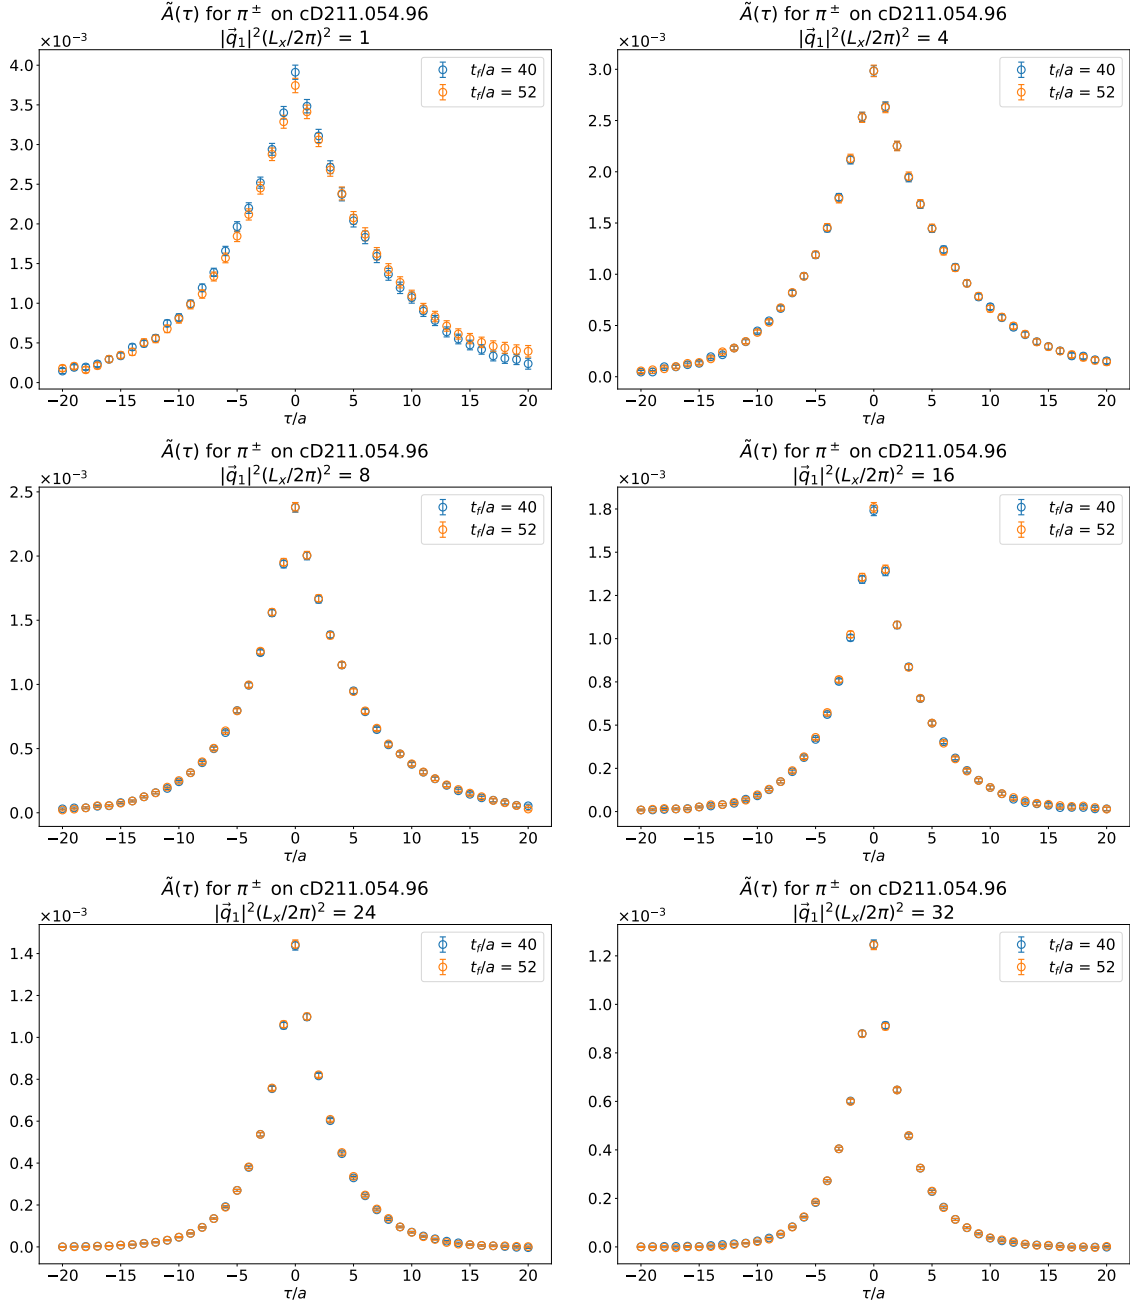 Ã(τ) for π± on cD211.054.96
|q⃗₁|²(Lₓ/2π)² = 1
×10⁻³
4.0
3.5
3.0
2.5
2.0
1.5
1.0
0.5
0.0
t_f/a = 40
t_f/a = 52
−20 −15 −10 −5 0 5 10 15 20
τ/a
Ã(τ) for π± on cD211.054.96
|q⃗₁|²(Lₓ/2π)² = 4
×10⁻³
3.0
2.5
2.0
1.5
1.0
0.5
0.0
t_f/a = 40
t_f/a = 52
−20 −15 −10 −5 0 5 10 15 20
τ/a
Ã(τ) for π± on cD211.054.96
|q⃗₁|²(Lₓ/2π)² = 8
×10⁻³
2.5
2.0
1.5
1.0
0.5
0.0
t_f/a = 40
t_f/a = 52
−20 −15 −10 −5 0 5 10 15 20
τ/a
Ã(τ) for π± on cD211.054.96
|q⃗₁|²(Lₓ/2π)² = 16
×10⁻³
1.8
1.5
1.2
1.0
0.8
0.5
0.2
0.0
t_f/a = 40
t_f/a = 52
−20 −15 −10 −5 0 5 10 15 20
τ/a
Ã(τ) for π± on cD211.054.96
|q⃗₁|²(Lₓ/2π)² = 24
×10⁻³
1.4
1.2
1.0
0.8
0.6
0.4
0.2
0.0
t_f/a = 40
t_f/a = 52
−20 −15 −10 −5 0 5 10 15 20
τ/a
Ã(τ) for π± on cD211.054.96
|q⃗₁|²(Lₓ/2π)² = 32
×10⁻³
1.2
1.0
0.8
0.6
0.4
0.2
0.0
t_f/a = 40
t_f/a = 52
−20 −15 −10 −5 0 5 10 15 20
τ/a